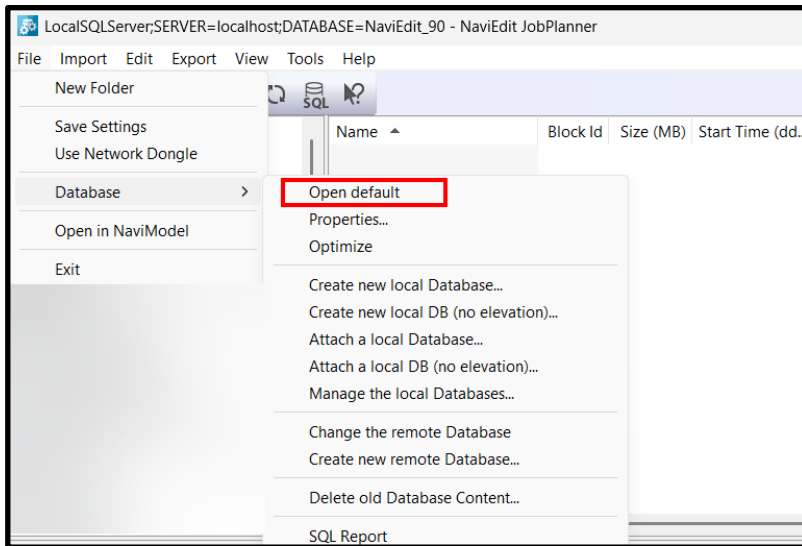 LocalSQLServer;SERVER=localhost;DATABASE=NaviEdit_90 - NaviEdit JobPlanner
File Import Edit Export View Tools Help
SQL
New Folder
Save Settings
Use Network Dongle
Database
Open in NaviModel
Exit
Name Block Id Size (MB) Start Time (dd..
Open default
Properties...
Optimize
Create new local Database...
Create new local DB (no elevation)...
Attach a local Database...
Attach a local DB (no elevation)...
Manage the local Databases...
Change the remote Database
Create new remote Database...
Delete old Database Content...
SQL Report